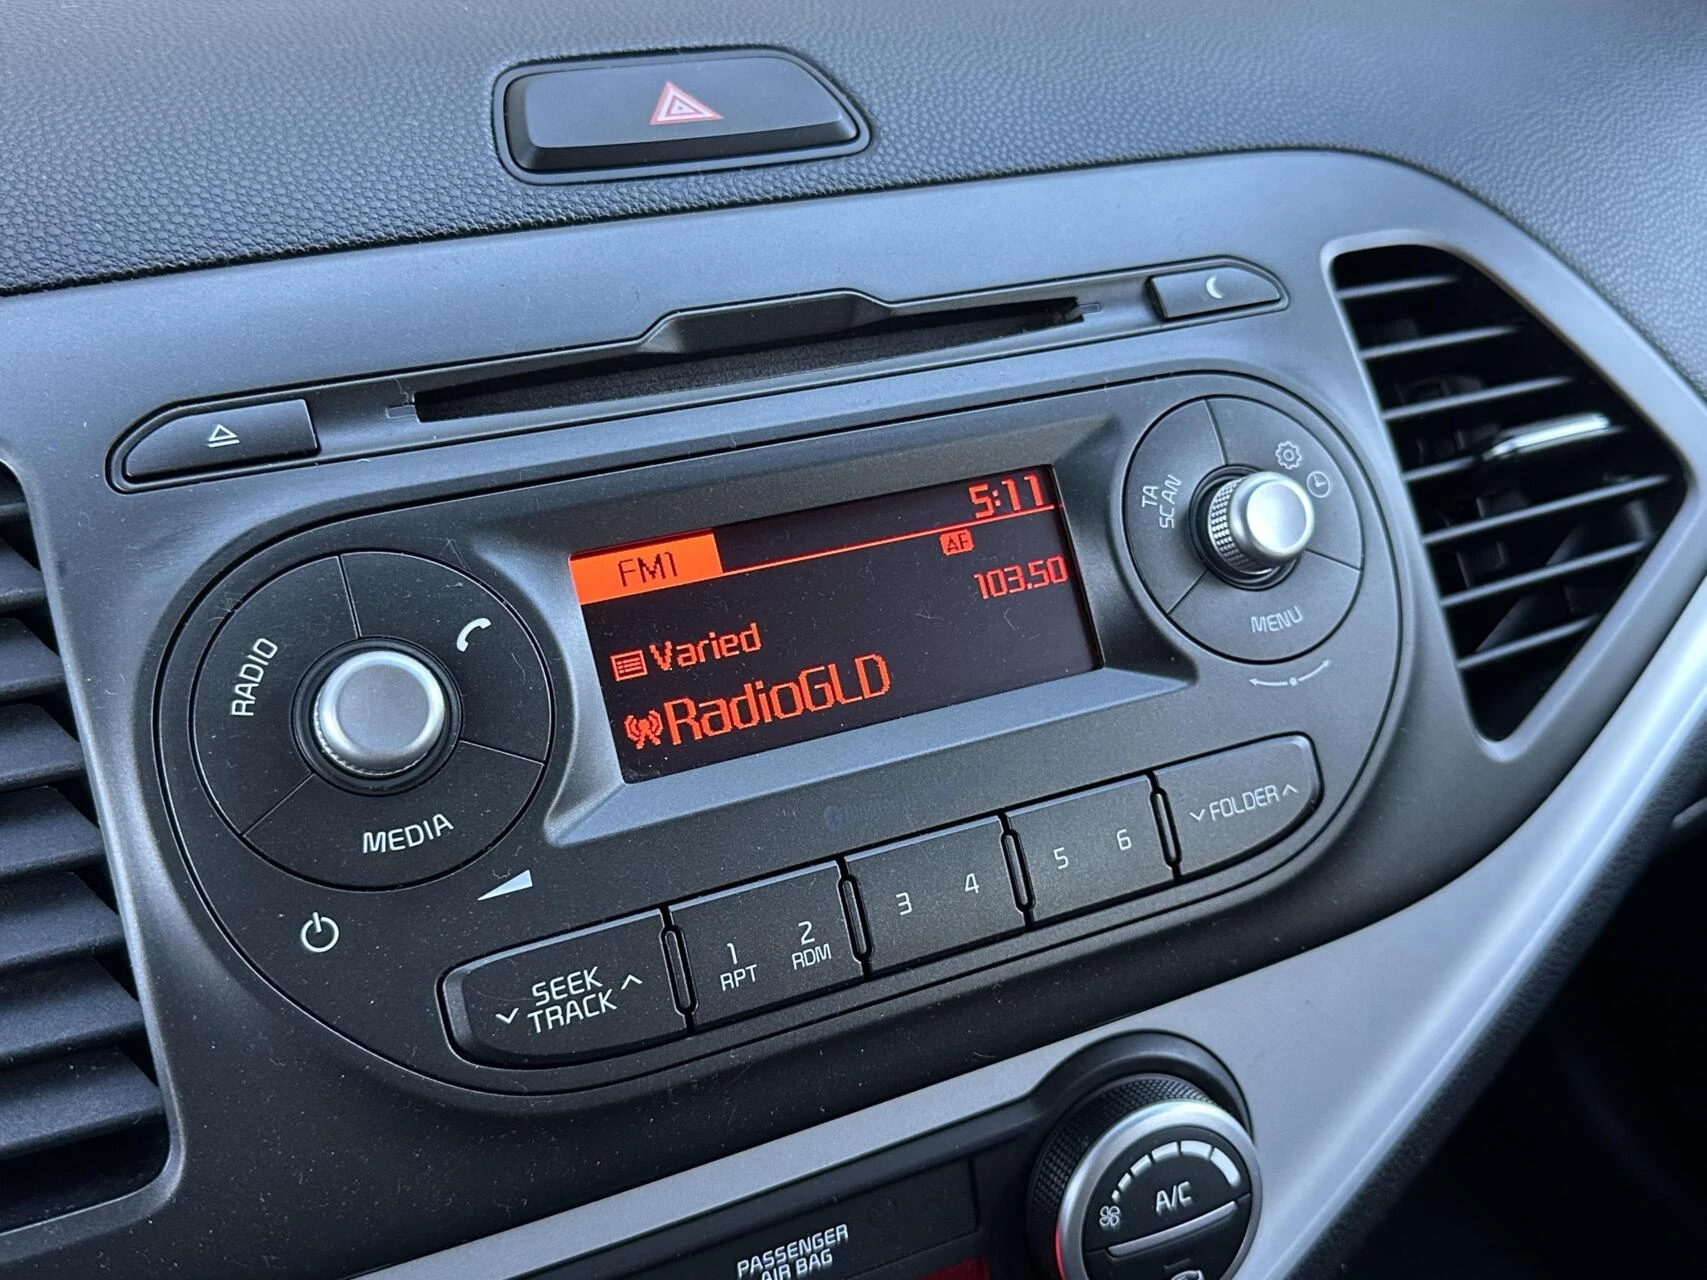 5:11
FM1
AF
103.50
Varied
RadioGLD
RADIO
MEDIA
TA
SCAN
MENU
SEEK
TRACK
1
RPT
2
RDM
3
4
5
6
FOLDER
A/C
PASSENGER
AIR BAG